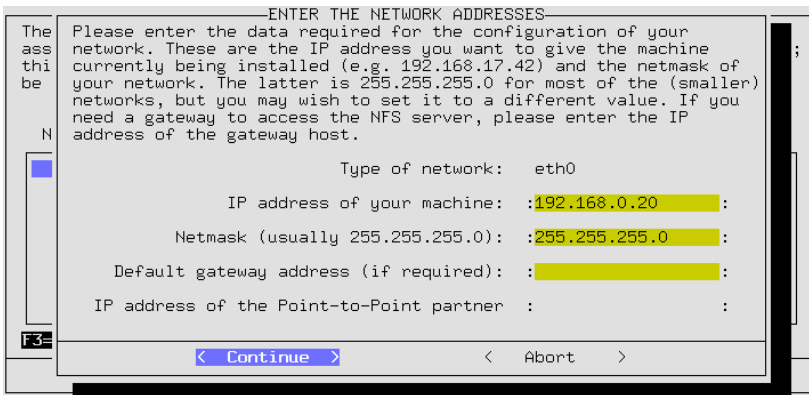 ENTER THE NETWORK ADDRESSES
The
ass
thi
be
N
;
Please enter the data required for the configuration of your
network. These are the IP address you want to give the machine
currently being installed (e.g. 192.168.17.42) and the netmask of
your network. The latter is 255.255.255.0 for most of the (smaller)
networks, but you may wish to set it to a different value. If you
need a gateway to access the NFS server, please enter the IP
address of the gateway host.
Type of network: eth0
IP address of your machine: :192.168.0.20 :
Netmask (usually 255.255.255.0): :255.255.255.0 :
Default gateway address (if required): : :
IP address of the Point-to-Point partner : :
F3=
< Continue > < Abort >